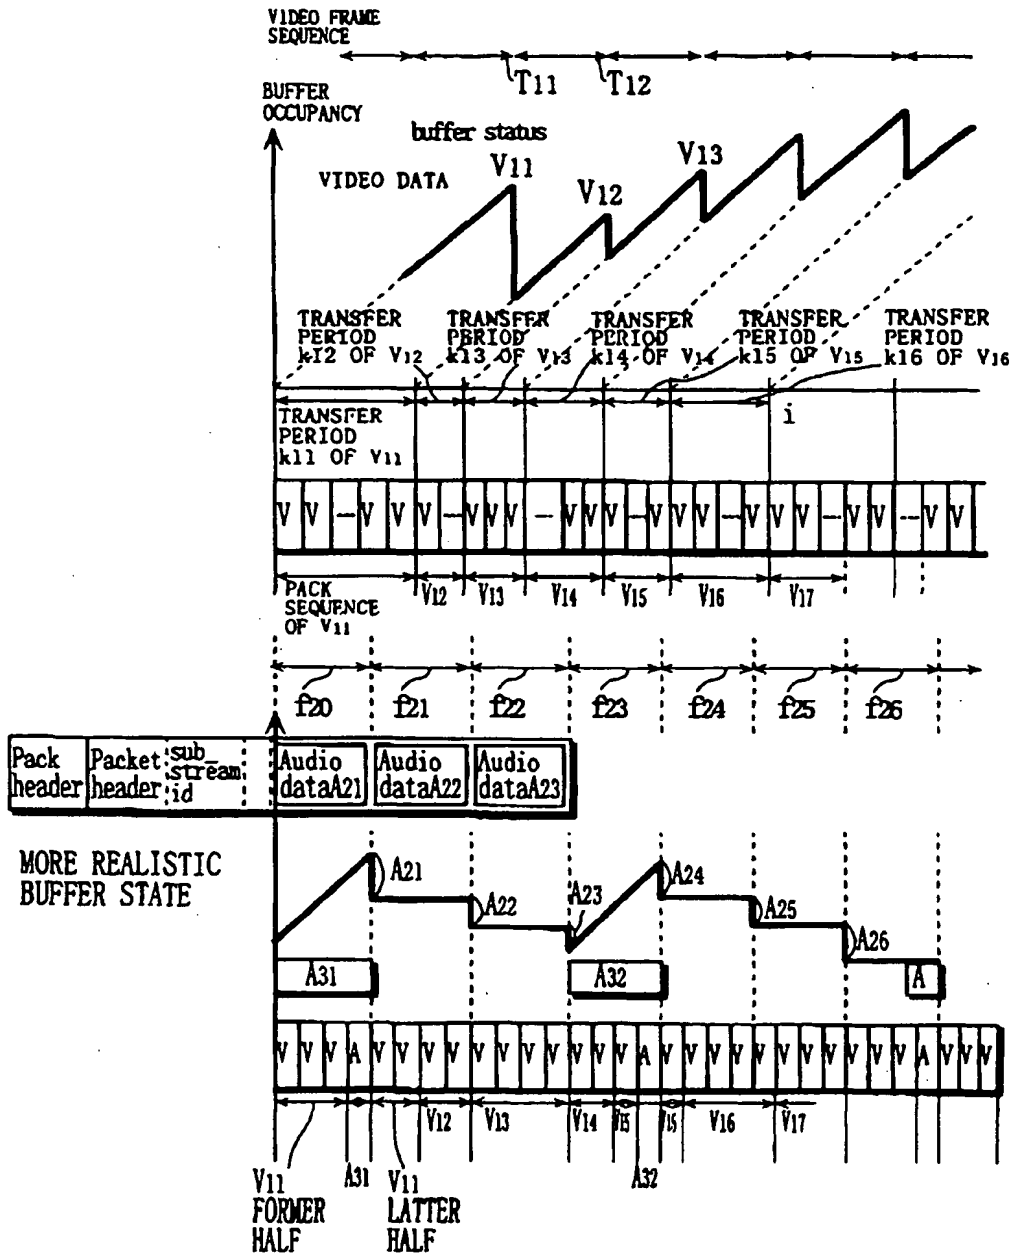 VIDEO FRAME
SEQUENCE
T11
T12
BUFFER
OCCUPANCY
buffer status
VIDEO DATA
V11
V12
V13
TRANSFER
PERIOD
k12 OF V12
TRANSFER
PERIOD
k13 OF V13
TRANSFER
PERIOD
k14 OF V14
TRANSFER
PERIOD
k15 OF V15
TRANSFER
PERIOD
k16 OF V16
TRANSFER
PERIOD
k11 OF V11
i
V V - V V V - V V V - V V V - V V V - V V V - V V - V V
PACK
SEQUENCE
OF V11
V12
V13
V14
V15
V16
V17
f20
f21
f22
f23
f24
f25
f26
Pack
header
Packet
header
sub_
stream
id
Audio
dataA21
Audio
dataA22
Audio
dataA23
MORE REALISTIC
BUFFER STATE
A21
A22
A23
A24
A25
A26
A31
A32
A
V V V A V V V V V V V V V V V A V V V V V V V V V V V A V V V
V12
V13
V14
V15
V15
V16
V17
A31
A32
V11
FORMER
HALF
V11
LATTER
HALF